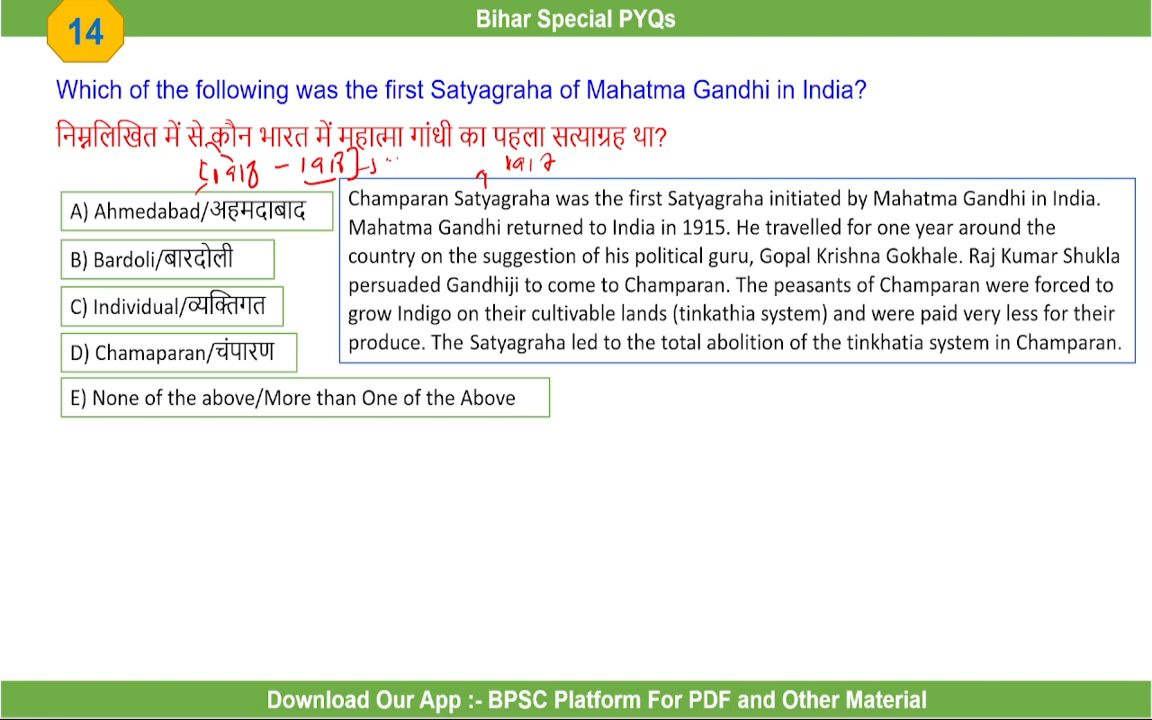 Bihar Special PYQs
14
Which of the following was the first Satyagraha of Mahatma Gandhi in India?
निम्नलिखित में से कौन भारत में महात्मा गांधी का पहला सत्याग्रह था?
1917
A) Ahmedabad/अहमदाबाद
B) Bardoli/बारदोली
C) Individual/व्यक्तिगत
D) Chamaparan/चंपारण
E) None of the above/More than One of the Above
Champaran Satyagraha was the first Satyagraha initiated by Mahatma Gandhi in India.
Mahatma Gandhi returned to India in 1915. He travelled for one year around the
country on the suggestion of his political guru, Gopal Krishna Gokhale. Raj Kumar Shukla
persuaded Gandhiji to come to Champaran. The peasants of Champaran were forced to
grow Indigo on their cultivable lands (tinkathia system) and were paid very less for their
produce. The Satyagraha led to the total abolition of the tinkhatia system in Champaran.
Download Our App :- BPSC Platform For PDF and Other Material